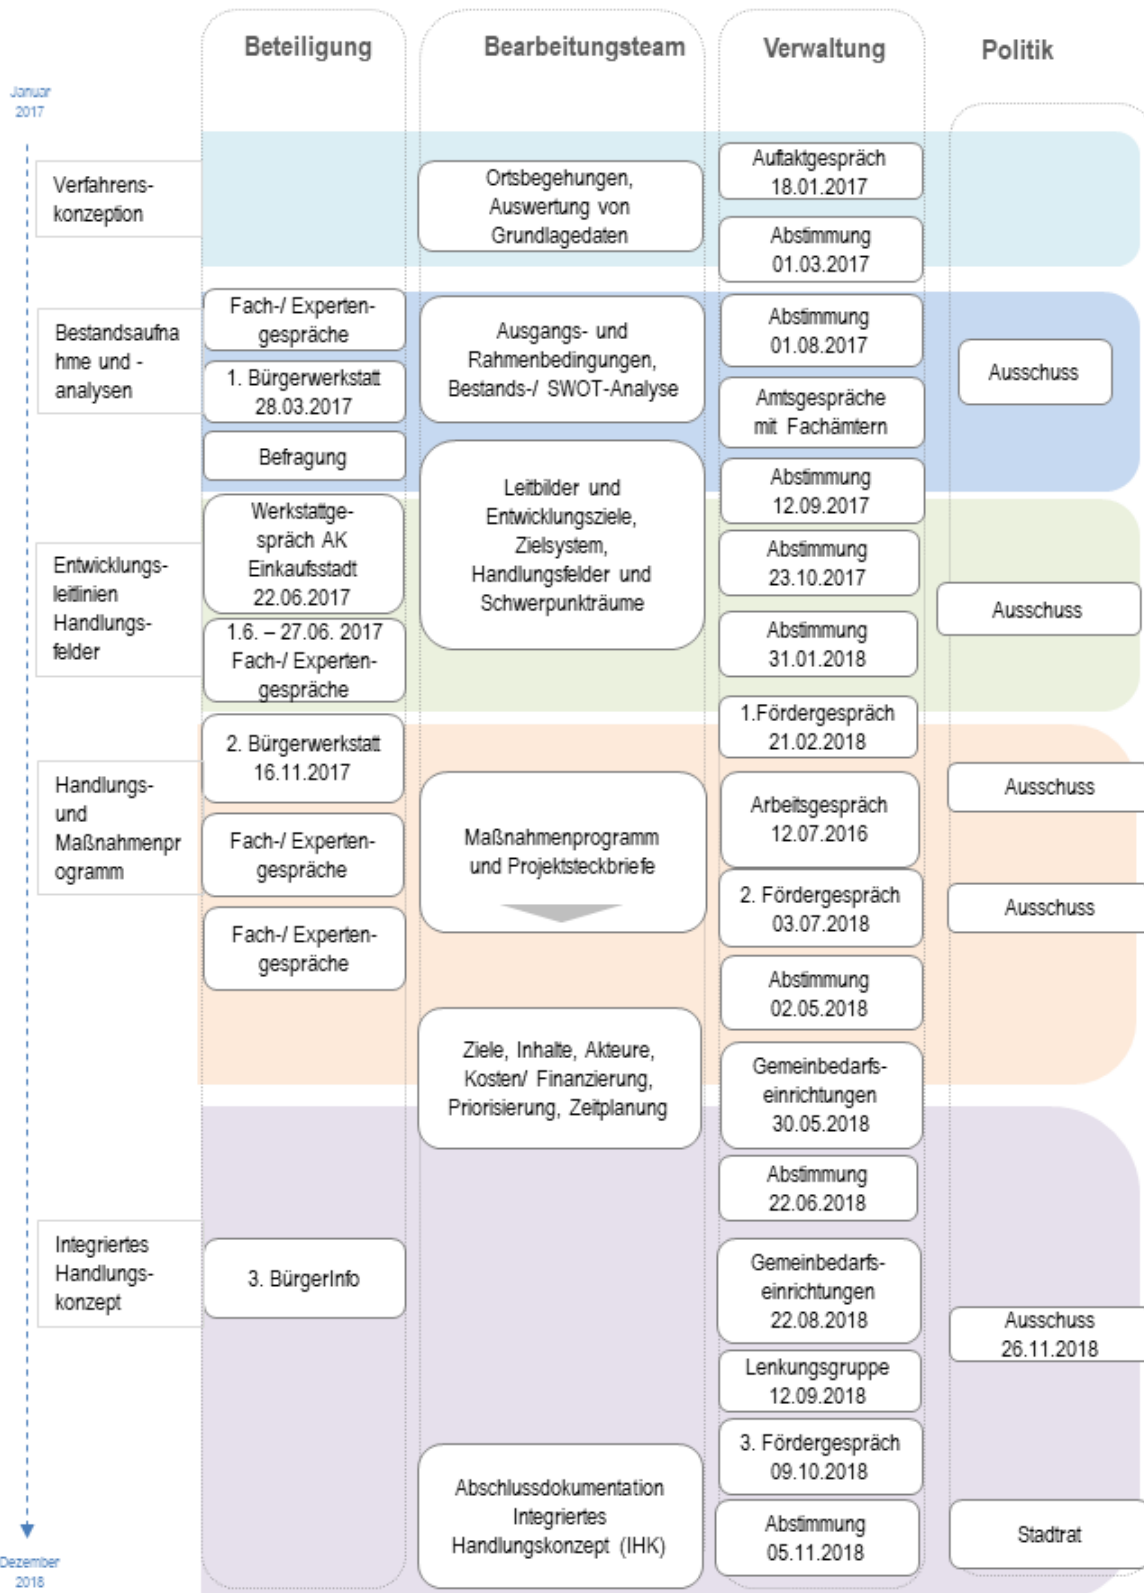 Beteiligung
Bearbeitungsteam
Verwaltung
Politik
Januar
2017
Verfahrens-
konzeption
Ortsbegehungen,
Auswertung von
Grundlagedaten
Auftaktgespräch
18.01.2017
Abstimmung
01.03.2017
Bestandsaufna
hme und -
analysen
Fach-/ Experten-
gespräche
1. Bürgerwerkstatt
28.03.2017
Befragung
Ausgangs- und
Rahmenbedingungen,
Bestands-/ SWOT-Analyse
Abstimmung
01.08.2017
Amtsgespräche
mit Fachämtern
Ausschuss
Leitbilder und
Entwicklungsziele,
Zielsystem,
Handlungsfelder und
Schwerpunkträume
Abstimmung
12.09.2017
Entwicklungs-
leitlinien
Handlungs-
felder
Werkstattge-
spräch AK
Einkaufsstadt
22.06.2017
1.6. – 27.06. 2017
Fach-/ Experten-
gespräche
Abstimmung
23.10.2017
Abstimmung
31.01.2018
Ausschuss
1.Fördergespräch
21.02.2018
Handlungs-
und
Maßnahmenpr
ogramm
2. Bürgerwerkstatt
16.11.2017
Fach-/ Experten-
gespräche
Fach-/ Experten-
gespräche
Maßnahmenprogramm
und Projektsteckbriefe
Arbeitsgespräch
12.07.2016
2. Fördergespräch
03.07.2018
Abstimmung
02.05.2018
Ausschuss
Ausschuss
Ziele, Inhalte, Akteure,
Kosten/ Finanzierung,
Priorisierung, Zeitplanung
Gemeinbedarfs-
einrichtungen
30.05.2018
Abstimmung
22.06.2018
Integriertes
Handlungs-
konzept
3. BürgerInfo
Gemeinbedarfs-
einrichtungen
22.08.2018
Ausschuss
26.11.2018
Lenkungsgruppe
12.09.2018
3. Fördergespräch
09.10.2018
Abschlussdokumentation
Integriertes
Handlungskonzept (IHK)
Abstimmung
05.11.2018
Stadtrat
Dezember
2018